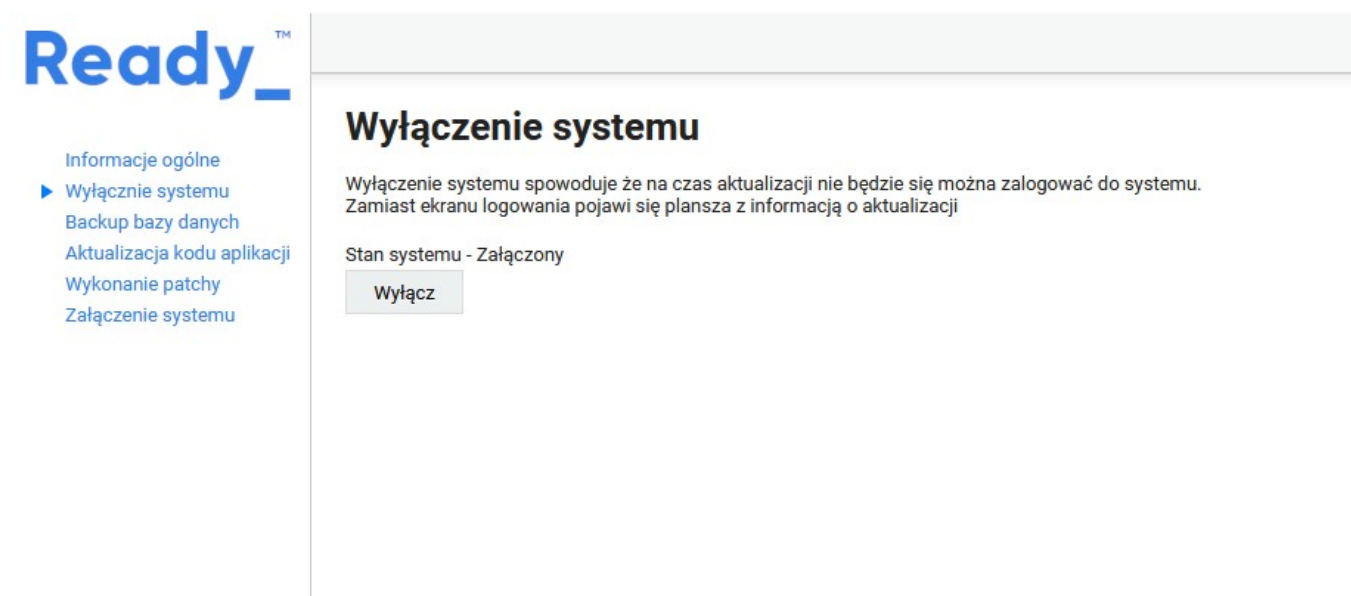 Ready_™
Informacje ogólne
Wyłącznie systemu
Backup bazy danych
Aktualizacja kodu aplikacji
Wykonanie patchy
Załączenie systemu
Wyłączenie systemu
Wyłączenie systemu spowoduje że na czas aktualizacji nie będzie się można zalogować do systemu.
Zamiast ekranu logowania pojawi się plansza z informacją o aktualizacji
Stan systemu - Załączony
Wyłącz